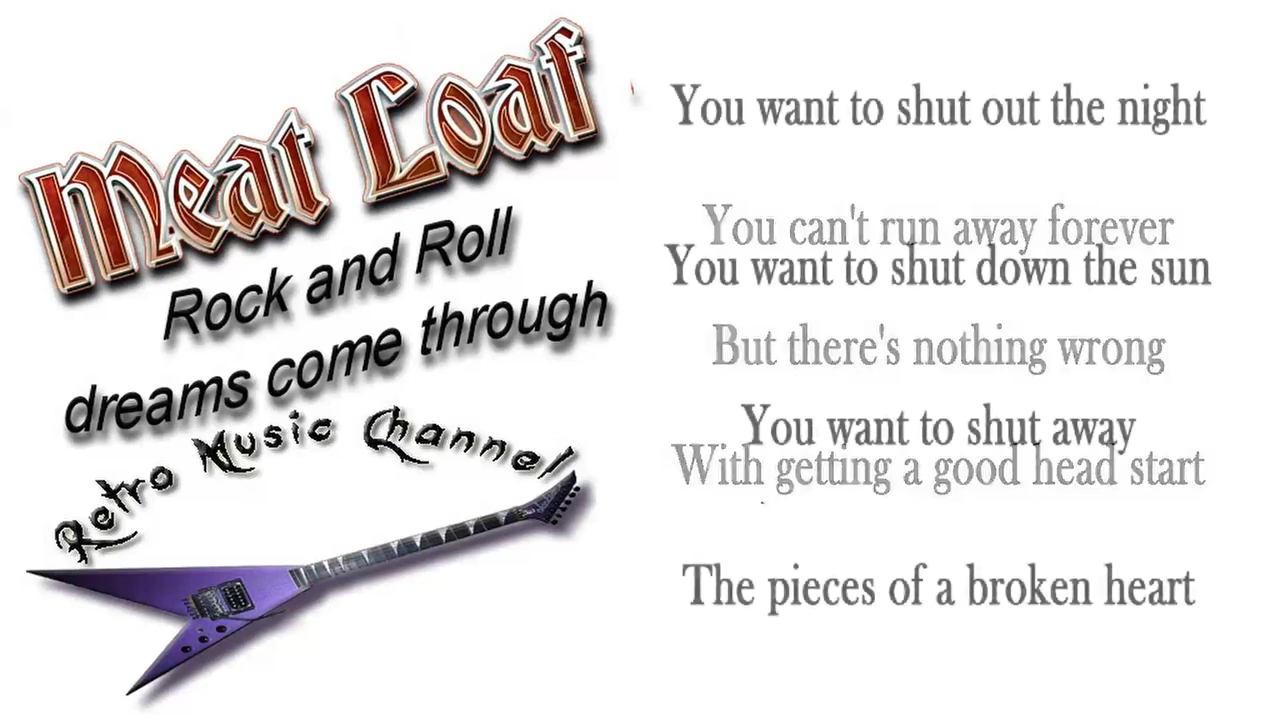 Meat Loaf
Rock and Roll
dreams come through
Retro Music Channel
You want to shut out the night
You can't run away forever
You want to shut down the sun
But there's nothing wrong
You want to shut away
With getting a good head start
The pieces of a broken heart